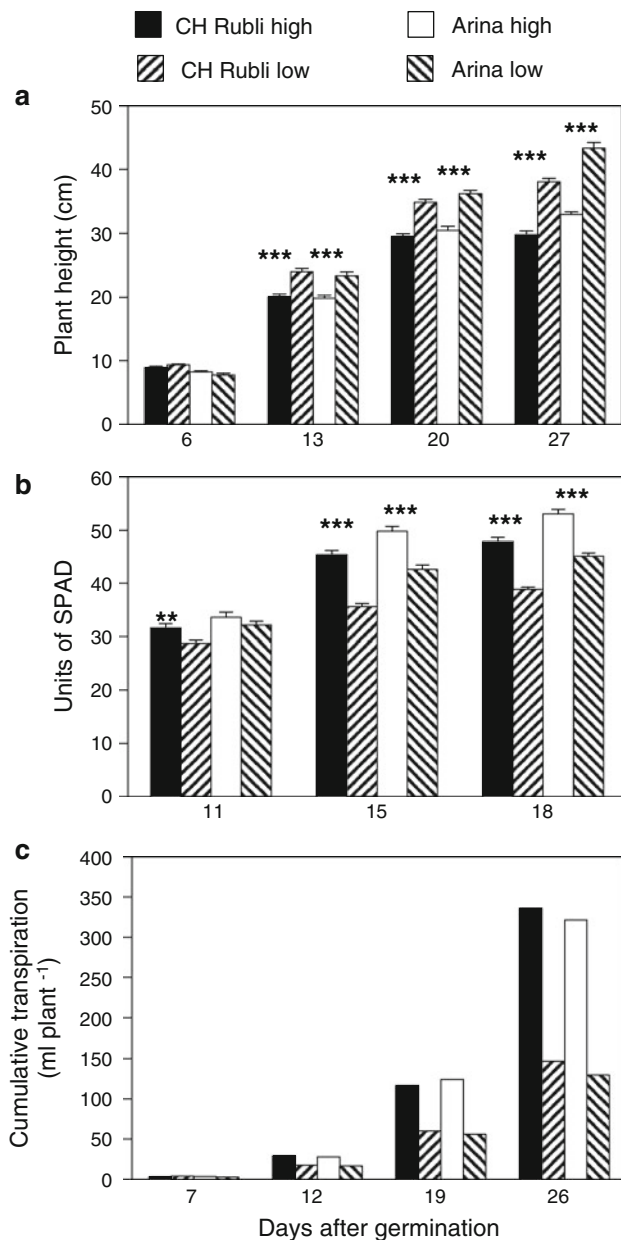 CH Rubli high Arina high
CH Rubli low Arina low
a
50
40
30
20
10
0
Plant height (cm)
*** *** *** *** *** ***
6 13 20 27
b
60
50
40
30
20
10
0
Units of SPAD
** *** *** *** ***
11 15 18
c
400
350
300
250
200
150
100
50
0
Cumulative transpiration
(ml plant -1)
7 12 19 26
Days after germination